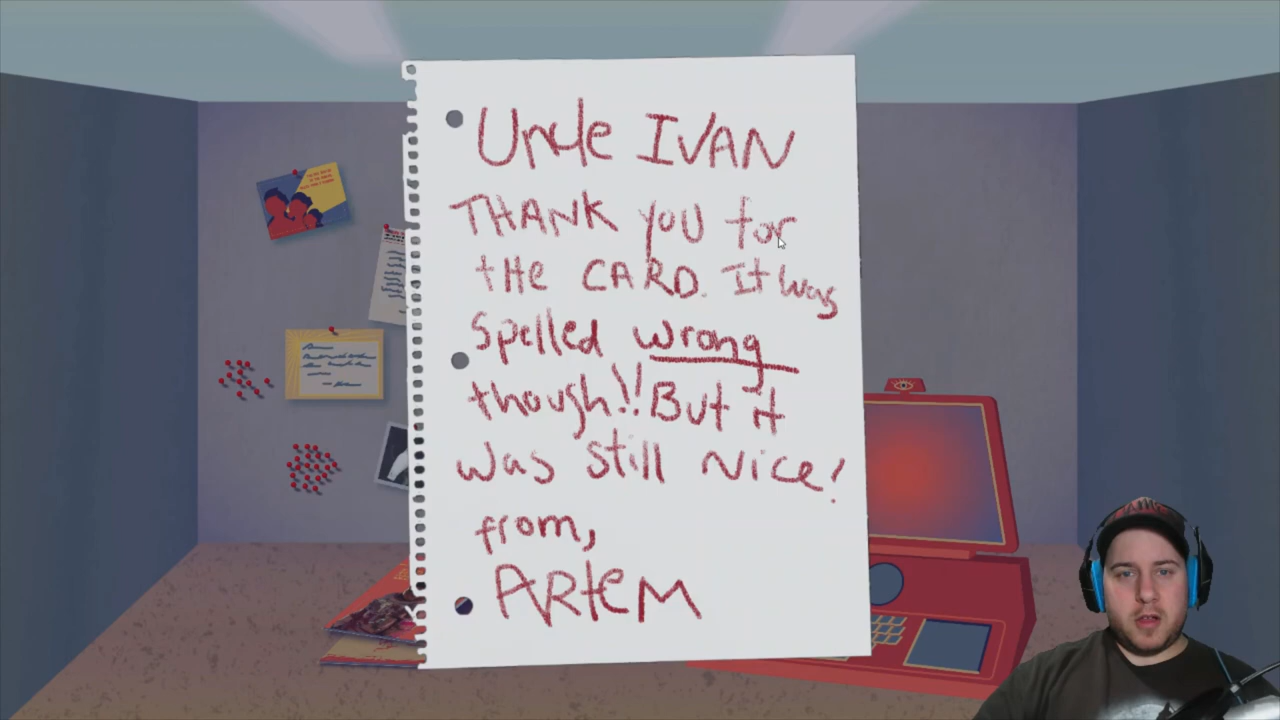 Uncle IVAN
THANK YOU for
tHe CARD. It was
spelled wrong
though!! But it
was still Nice!
from,
ARteM